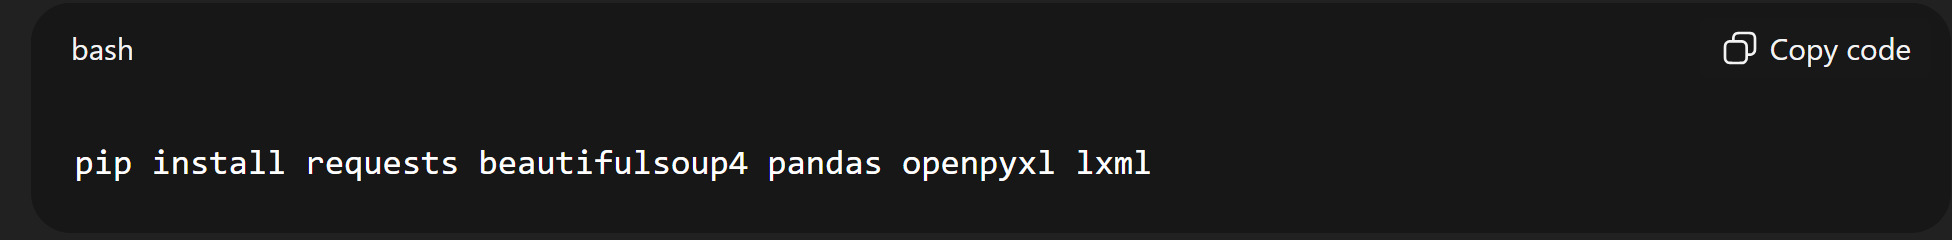 bash
Copy code
pip install requests beautifulsoup4 pandas openpyxl lxml